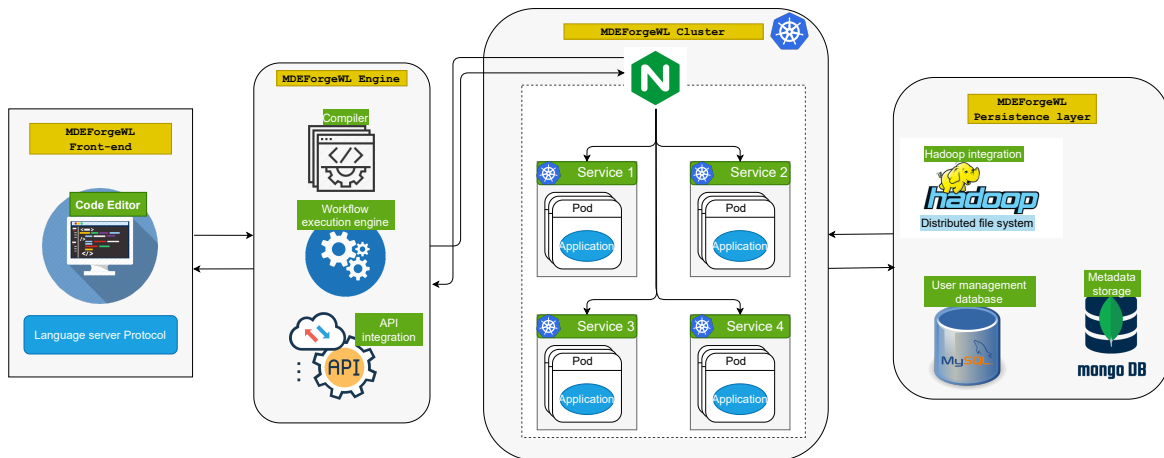 MDEForgeWL
Front-end
Code Editor
Language server Protocol
MDEForgeWL Engine
Compiler
Workflow
execution engine
API
integration
API
MDEForgeWL Cluster
N
Service 1
Pod
Application
Service 2
Pod
Application
Service 3
Pod
Application
Service 4
Pod
Application
MDEForgeWL
Persistence layer
Hadoop integration
hadoop
Distributed file system
User management
database
MySQL
Metadata
storage
mongo DB